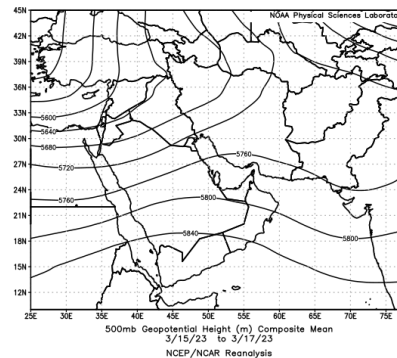 NOAA Physical Sciences Laborato
45N
42N
39N
36N
33N
30N
27N
24N
21N
18N
15N
12N
5600
5640
5680
5720
5760
5760
5800
5840
5800
25E 30E 35E 40E 45E 50E 55E 60E 65E 70E 75E
500mb Geopotential Height (m) Composite Mean
3/15/23 to 3/17/23
NCEP/NCAR Reanalysis